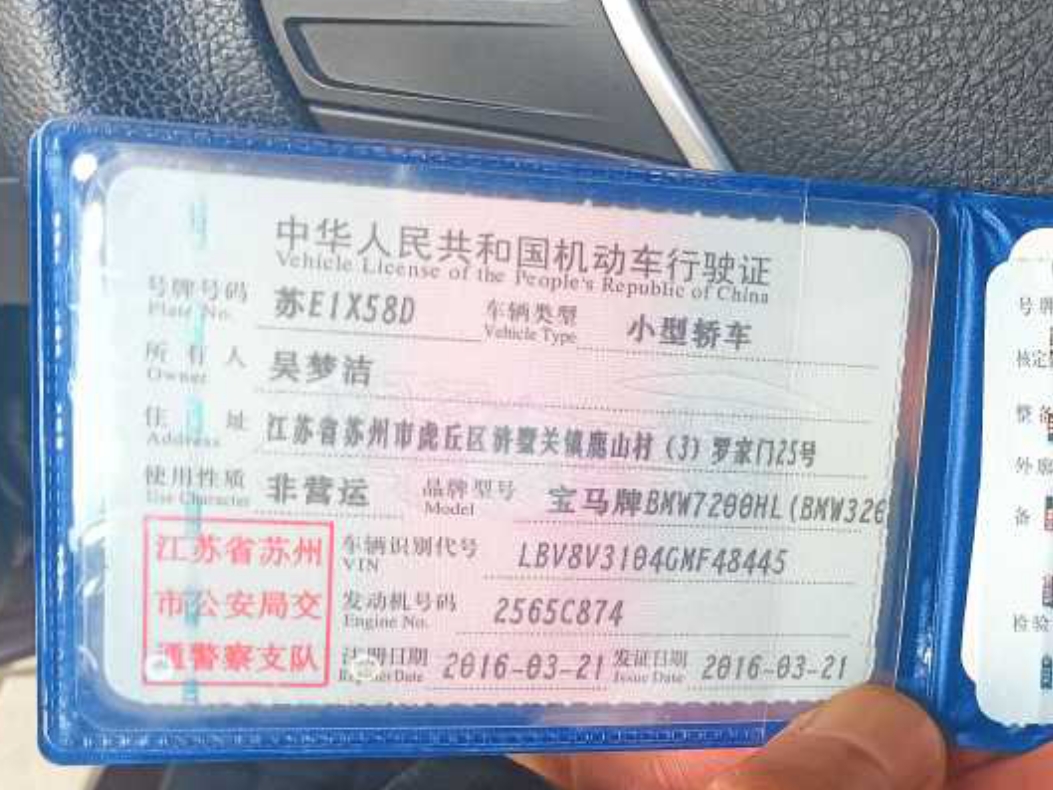 中华人民共和国机动车行驶证
Vehicle License of the People's Republic of China
号牌号码 苏E1X58D 车辆类型 小型轿车
Plate No. Vehicle Type
所有人 吴梦洁
Owner
住址 江苏省苏州市虎丘区浒墅关镇鹿山村(3)罗家门25号
Address
使用性质 非营运 品牌型号 宝马牌BMW7200HL(BMW320
Use Character Model
江苏省苏州
市公安局交
通警察支队
车辆识别代号 LBV8V3104GMF48445
VIN
发动机号码 2565C874
Engine No.
注册日期 2016-03-21 发证日期 2016-03-21
Register Date Issue Date
号牌
核定
整备
外廓
备
检验